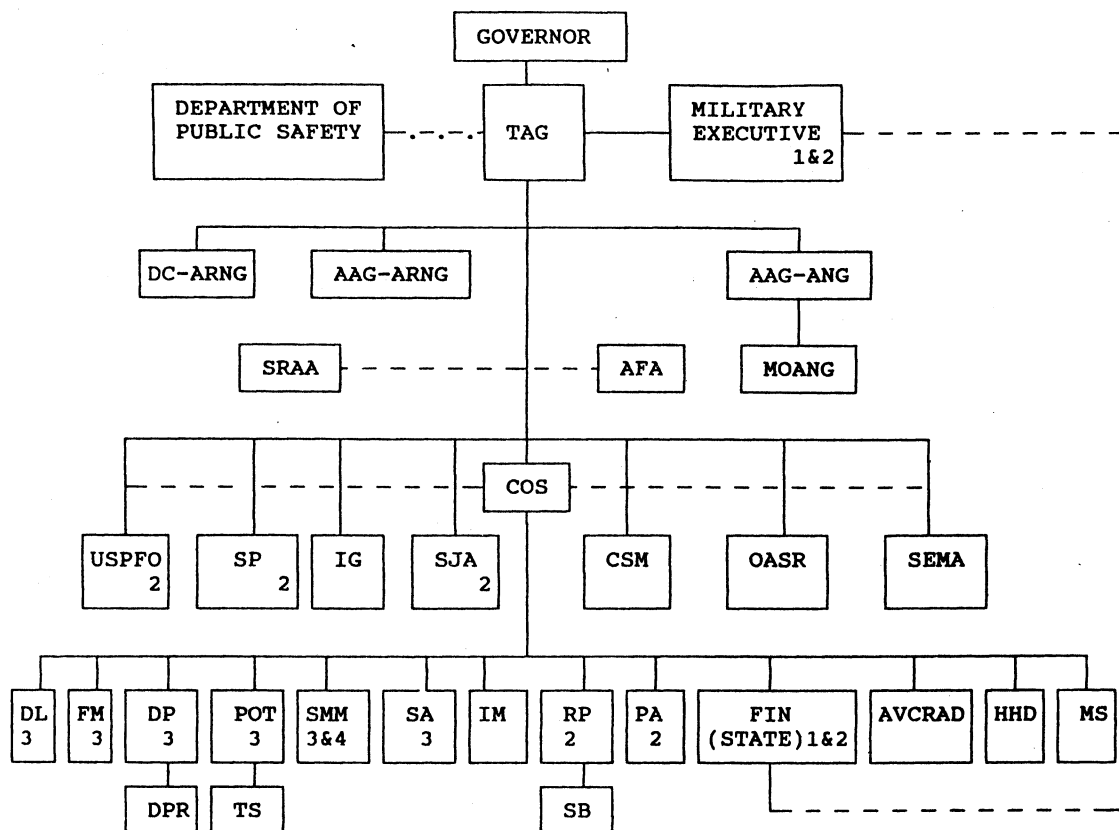 GOVERNOR
DEPARTMENT OF
PUBLIC SAFETY
TAG
MILITARY
EXECUTIVE
1&2
DC-ARNG
AAG-ARNG
AAG-ANG
SRAA
AFA
MOANG
COS
USPFO
2
SP
2
IG
SJA
2
CSM
OASR
SEMA
DL
3
FM
3
DP
3
POT
3
SMM
3&4
SA
3
IM
RP
2
PA
2
FIN
(STATE)1&2
AVCRAD
HHD
MS
DPR
TS
SB